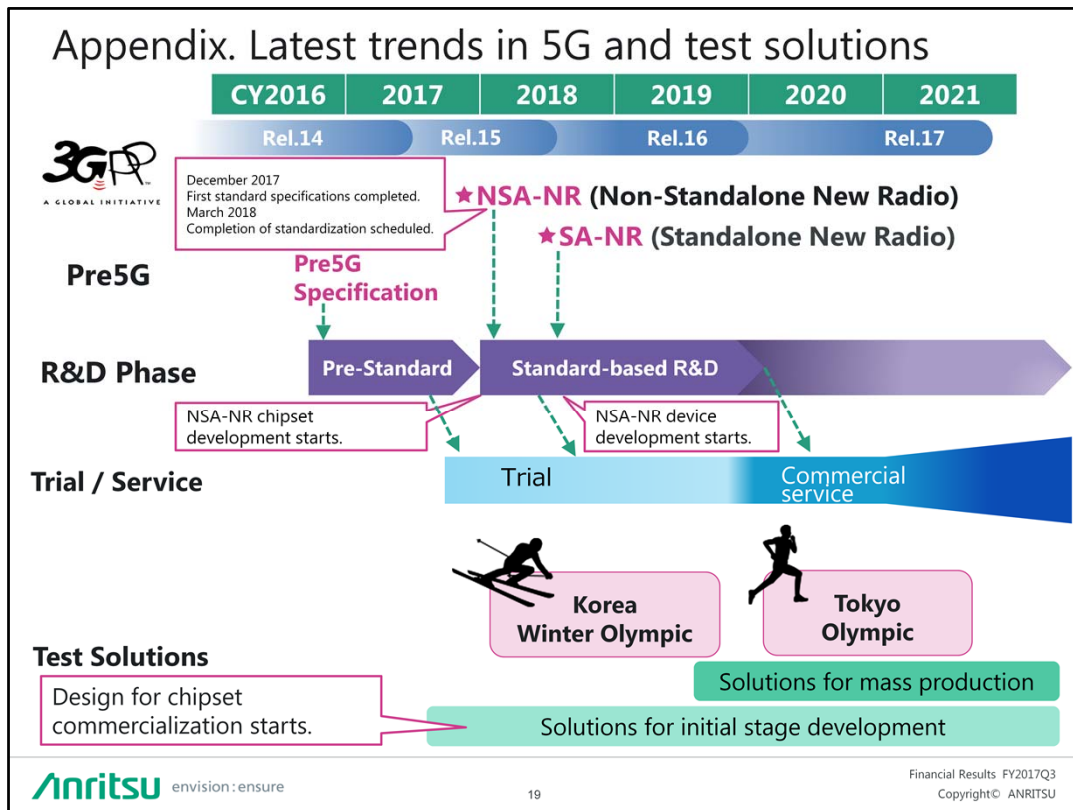 Appendix. Latest trends in 5G and test solutions
CY2016 2017 2018 2019 2020 2021
Rel.14 Rel.15 Rel.16 Rel.17
3GPP™
A GLOBAL INITIATIVE
December 2017
First standard specifications completed.
March 2018
Completion of standardization scheduled.
★NSA-NR (Non-Standalone New Radio)
★SA-NR (Standalone New Radio)
Pre5G
Pre5G
Specification
R&D Phase
Pre-Standard
Standard-based R&D
NSA-NR chipset
development starts.
NSA-NR device
development starts.
Trial / Service
Trial
Commercial
service
Korea
Winter Olympic
Tokyo
Olympic
Test Solutions
Solutions for mass production
Design for chipset
commercialization starts.
Solutions for initial stage development
Anritsu envision : ensure
19
Financial Results FY2017Q3
Copyright© ANRITSU